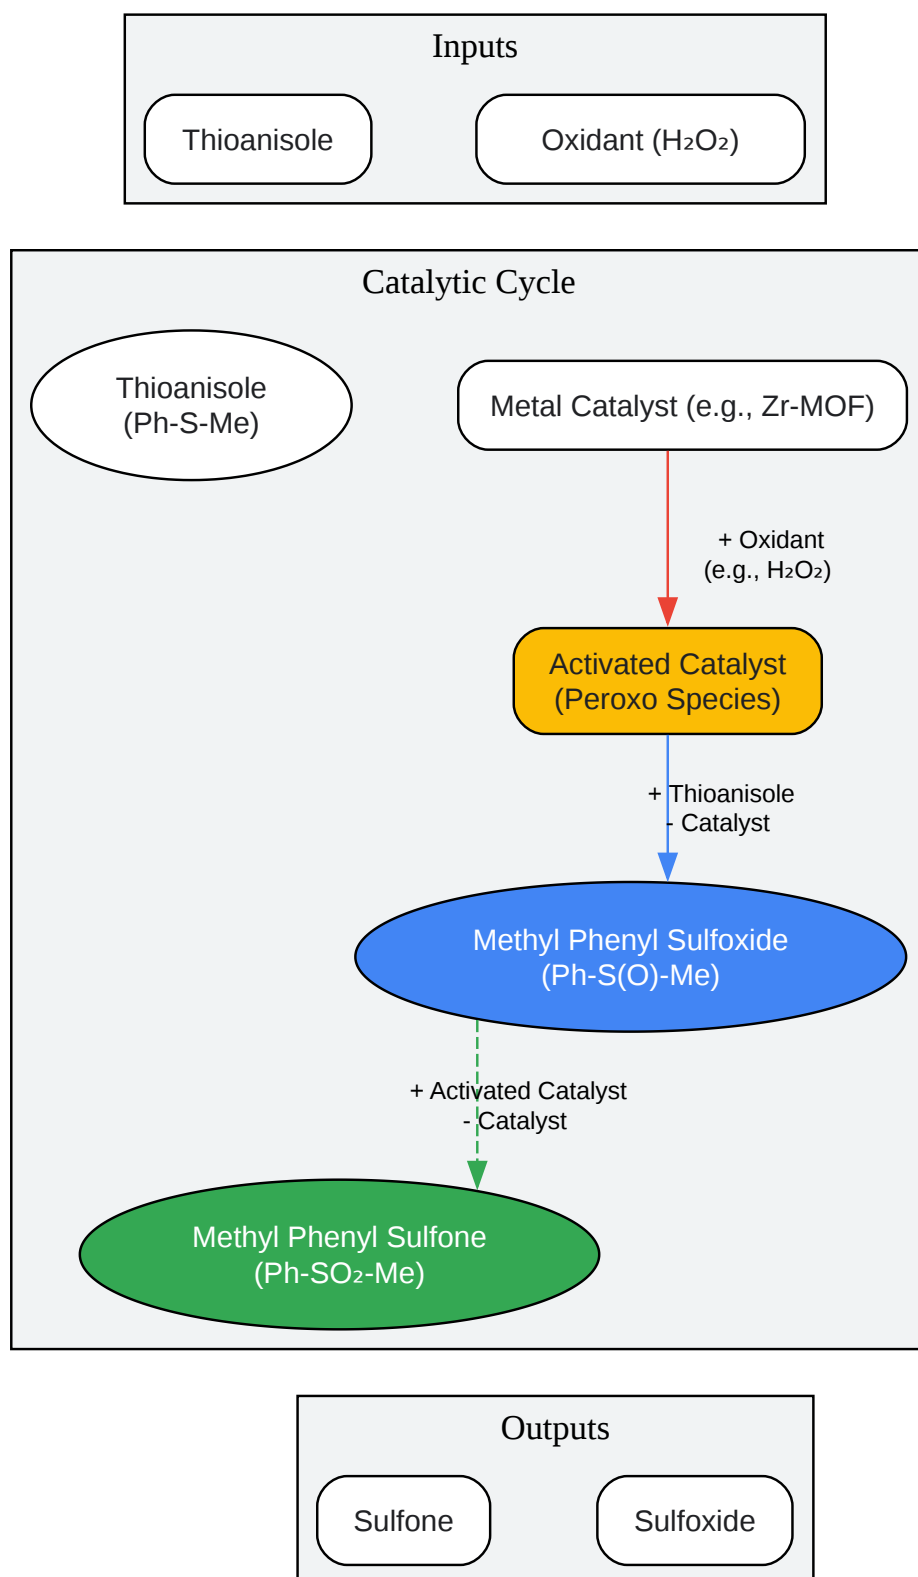 Inputs
Thioanisole
Oxidant (H₂O₂)
Catalytic Cycle
Thioanisole
(Ph-S-Me)
Metal Catalyst (e.g., Zr-MOF)
+ Oxidant
(e.g., H₂O₂)
Activated Catalyst
(Peroxo Species)
+ Thioanisole
- Catalyst
Methyl Phenyl Sulfoxide
(Ph-S(O)-Me)
+ Activated Catalyst
- Catalyst
Methyl Phenyl Sulfone
(Ph-SO₂-Me)
Outputs
Sulfone
Sulfoxide